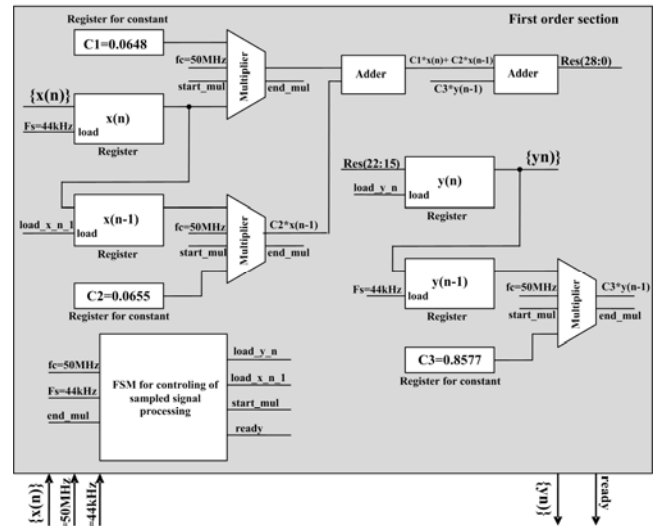 Register for constant
First order section
C1=0.0648
fc=50MHz
start_mul
Multiplier
end_mul
Adder
C1*x(n)+ C2*x(n-1)
C3*y(n-1)
Adder
Res(28:0)
{x(n)}
Fs=44kHz
load
x(n)
Register
Res(22:15)
load_y_n
load
y(n)
{yn)}
Register
load_x_n_1
load
x(n-1)
Register
fc=50MHz
start_mul
Multiplier
C2*x(n-1)
end_mul
C2=0.0655
Register for constant
Fs=44kHz
load
y(n-1)
Register
fc=50MHz
start_mul
Multiplier
C3*y(n-1)
end_mul
C3=0.8577
Register for constant
fc=50MHz
Fs=44kHz
end_mul
FSM for controling of
sampled signal
processing
load_y_n
load_x_n_1
start_mul
ready
{x(n)}
=50MHz
=44kHz
{yn)}
ready